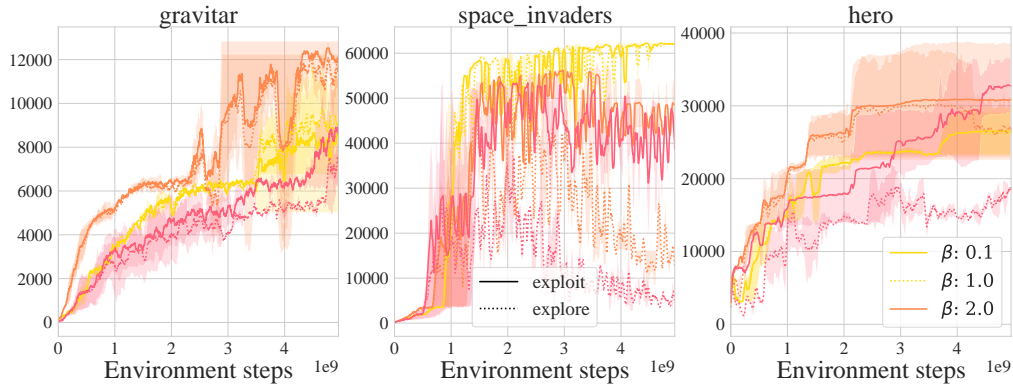 gravitar
12000
10000
8000
6000
4000
2000
0
0 1 2 3 4 1e9
Environment steps
space_invaders
60000
50000
40000
30000
20000
10000
0
exploit
explore
0 1 2 3 4 1e9
Environment steps
hero
40000
30000
20000
10000
0
β: 0.1
β: 1.0
β: 2.0
0 1 2 3 4 1e9
Environment steps